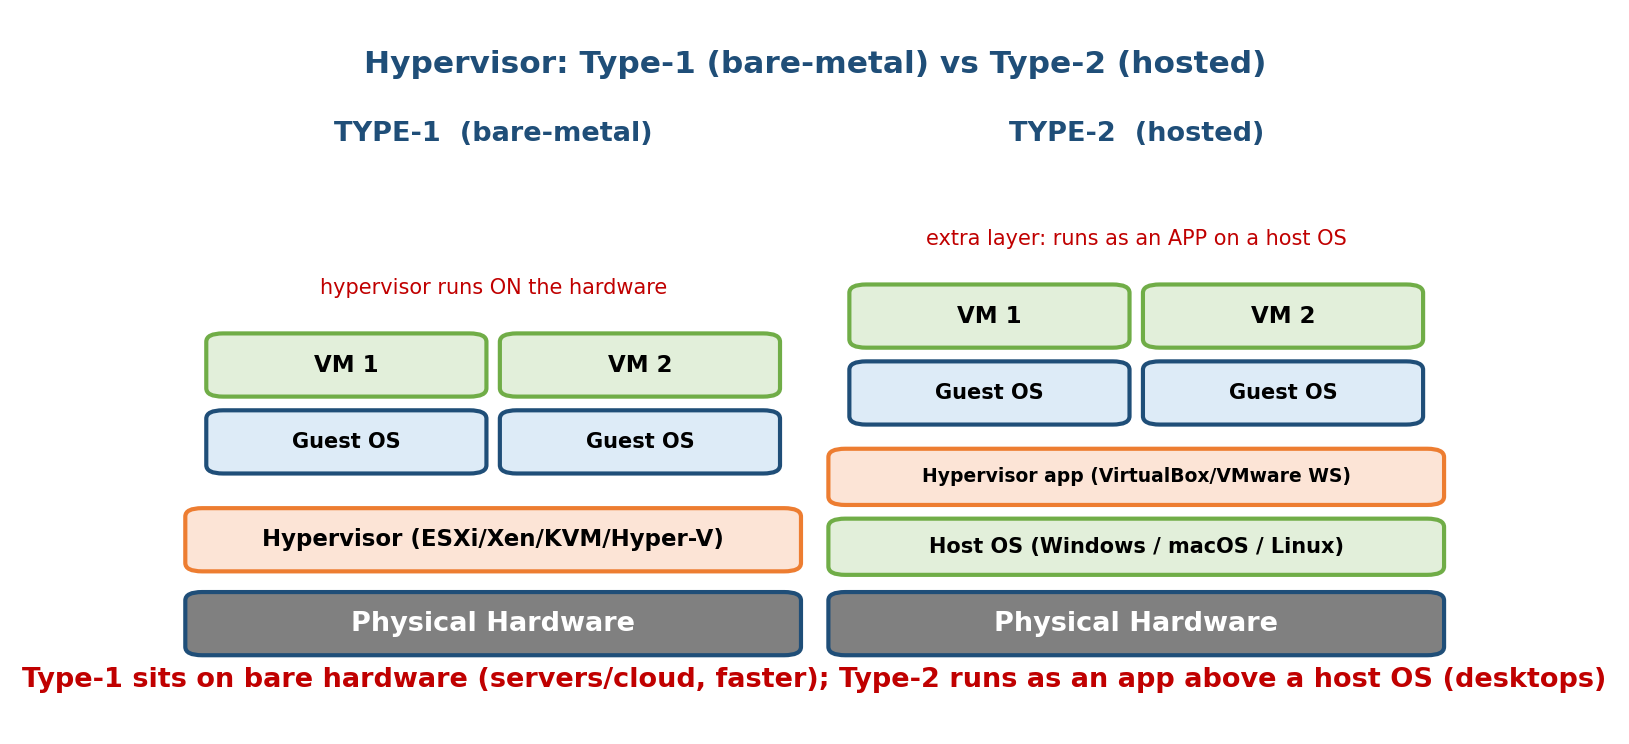 Hypervisor: Type-1 (bare-metal) vs Type-2 (hosted)
TYPE-1  (bare-metal)
hypervisor runs ON the hardware
VM 1
VM 2
Guest OS
Guest OS
Hypervisor (ESXi/Xen/KVM/Hyper-V)
Physical Hardware
TYPE-2  (hosted)
extra layer: runs as an APP on a host OS
VM 1
VM 2
Guest OS
Guest OS
Hypervisor app (VirtualBox/VMware WS)
Host OS (Windows / macOS / Linux)
Physical Hardware
Type-1 sits on bare hardware (servers/cloud, faster); Type-2 runs as an app above a host OS (desktops)